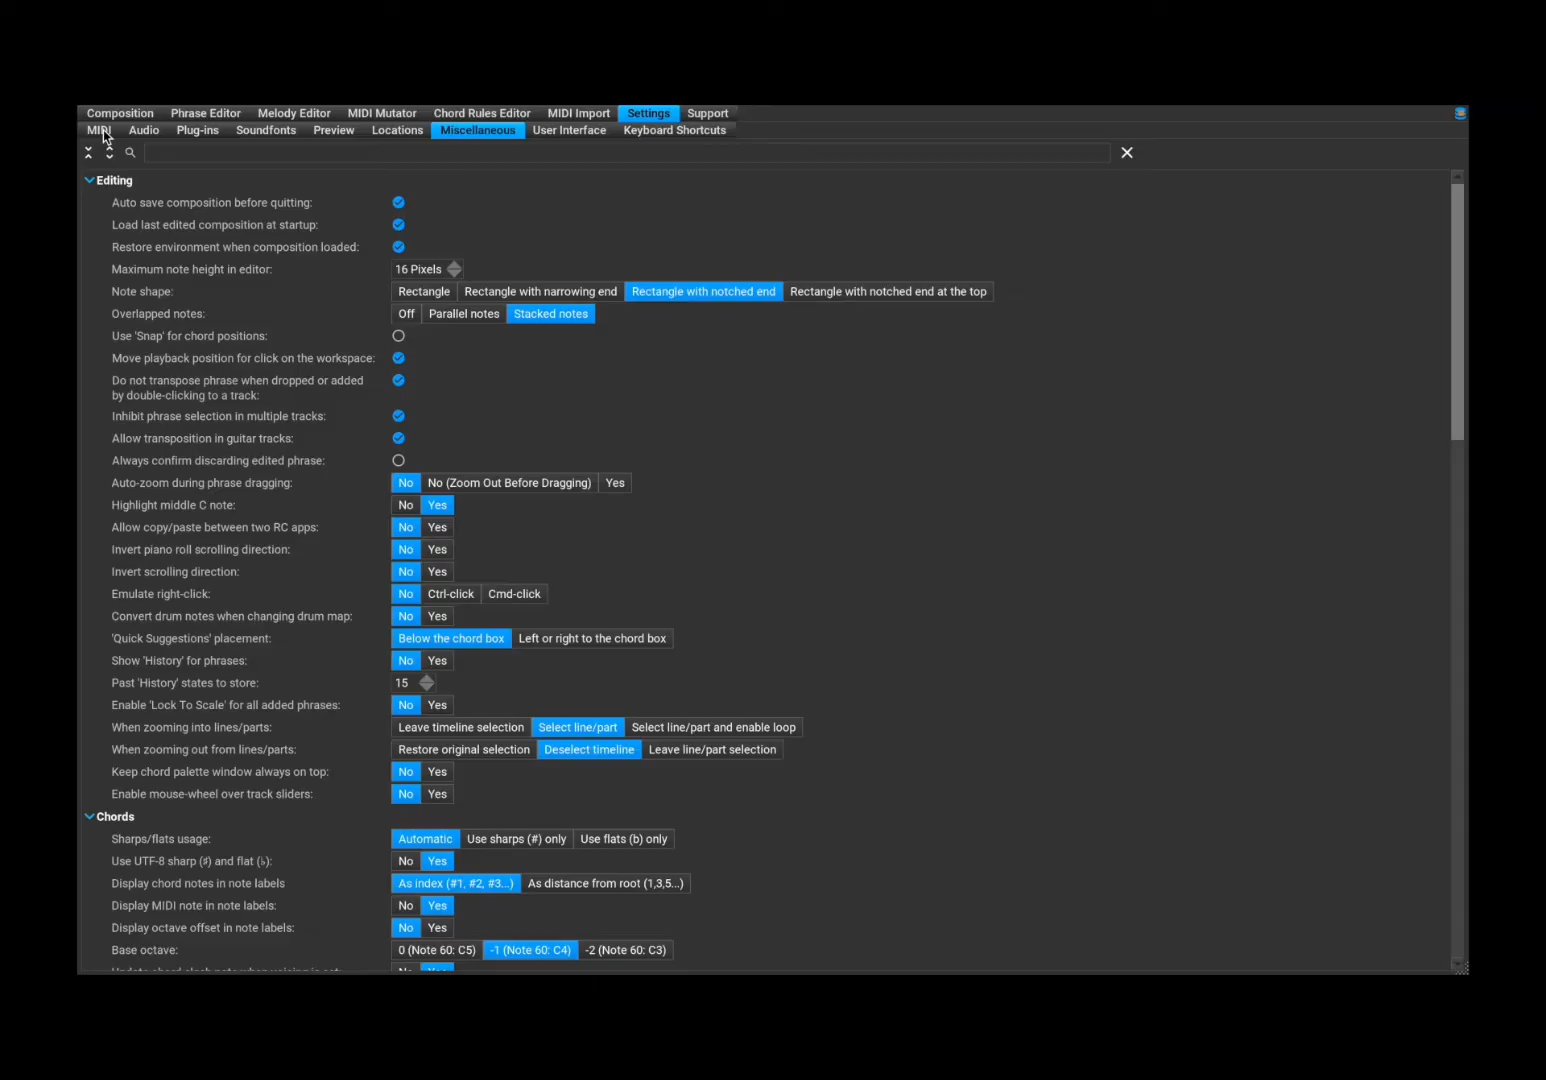 Composition Phrase Editor Melody Editor MIDI Mutator Chord Rules Editor MIDI Import Settings Support
MIDI Audio Plug-ins Soundfonts Preview Locations Miscellaneous User Interface Keyboard Shortcuts
Editing
Auto save composition before quitting:
Load last edited composition at startup:
Restore environment when composition loaded:
Maximum note height in editor: 16 Pixels
Note shape: Rectangle Rectangle with narrowing end Rectangle with notched end Rectangle with notched end at the top
Overlapped notes: Off Parallel notes Stacked notes
Use 'Snap' for chord positions:
Move playback position for click on the workspace:
Do not transpose phrase when dropped or added
by double-clicking to a track:
Inhibit phrase selection in multiple tracks:
Allow transposition in guitar tracks:
Always confirm discarding edited phrase:
Auto-zoom during phrase dragging: No No (Zoom Out Before Dragging) Yes
Highlight middle C note: No Yes
Allow copy/paste between two RC apps: No Yes
Invert piano roll scrolling direction: No Yes
Invert scrolling direction: No Yes
Emulate right-click: No Ctrl-click Cmd-click
Convert drum notes when changing drum map: No Yes
'Quick Suggestions' placement: Below the chord box Left or right to the chord box
Show 'History' for phrases: No Yes
Past 'History' states to store: 15
Enable 'Lock To Scale' for all added phrases: No Yes
When zooming into lines/parts: Leave timeline selection Select line/part Select line/part and enable loop
When zooming out from lines/parts: Restore original selection Deselect timeline Leave line/part selection
Keep chord palette window always on top: No Yes
Enable mouse-wheel over track sliders: No Yes
Chords
Sharps/flats usage: Automatic Use sharps (#) only Use flats (b) only
Use UTF-8 sharp (♯) and flat (♭): No Yes
Display chord notes in note labels As index (#1, #2, #3...) As distance from root (1,3,5...)
Display MIDI note in note labels: No Yes
Display octave offset in note labels: No Yes
Base octave: 0 (Note 60: C5) -1 (Note 60: C4) -2 (Note 60: C3)